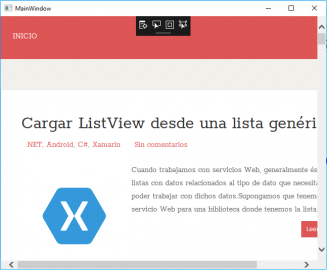 MainWindow
INICIO
Cargar ListView desde una lista genéri
.NET, Android, C#, Xamarin Sin comentarios
Cuando trabajamos con servicios Web, generalmente és
listas con datos relacionados al tipo de dato que necesita
poder trabajar con dichos datos.Supongamos que tenem
servicio Web para una biblioteca donde tenemos la lista
Lee